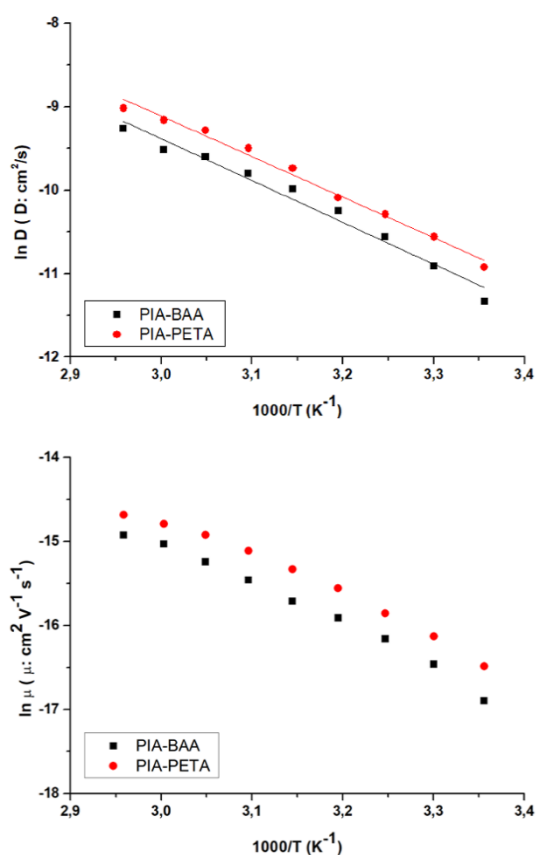 -8
-9
-10
-11
-12
ln D ( D: cm²/s)
PIA-BAA
PIA-PETA
2,9 3,0 3,1 3,2 3,3 3,4
1000/T (K⁻¹)
-14
-15
-16
-17
-18
ln μ ( μ: cm² V⁻¹ s⁻¹)
PIA-BAA
PIA-PETA
2,9 3,0 3,1 3,2 3,3 3,4
1000/T (K⁻¹)